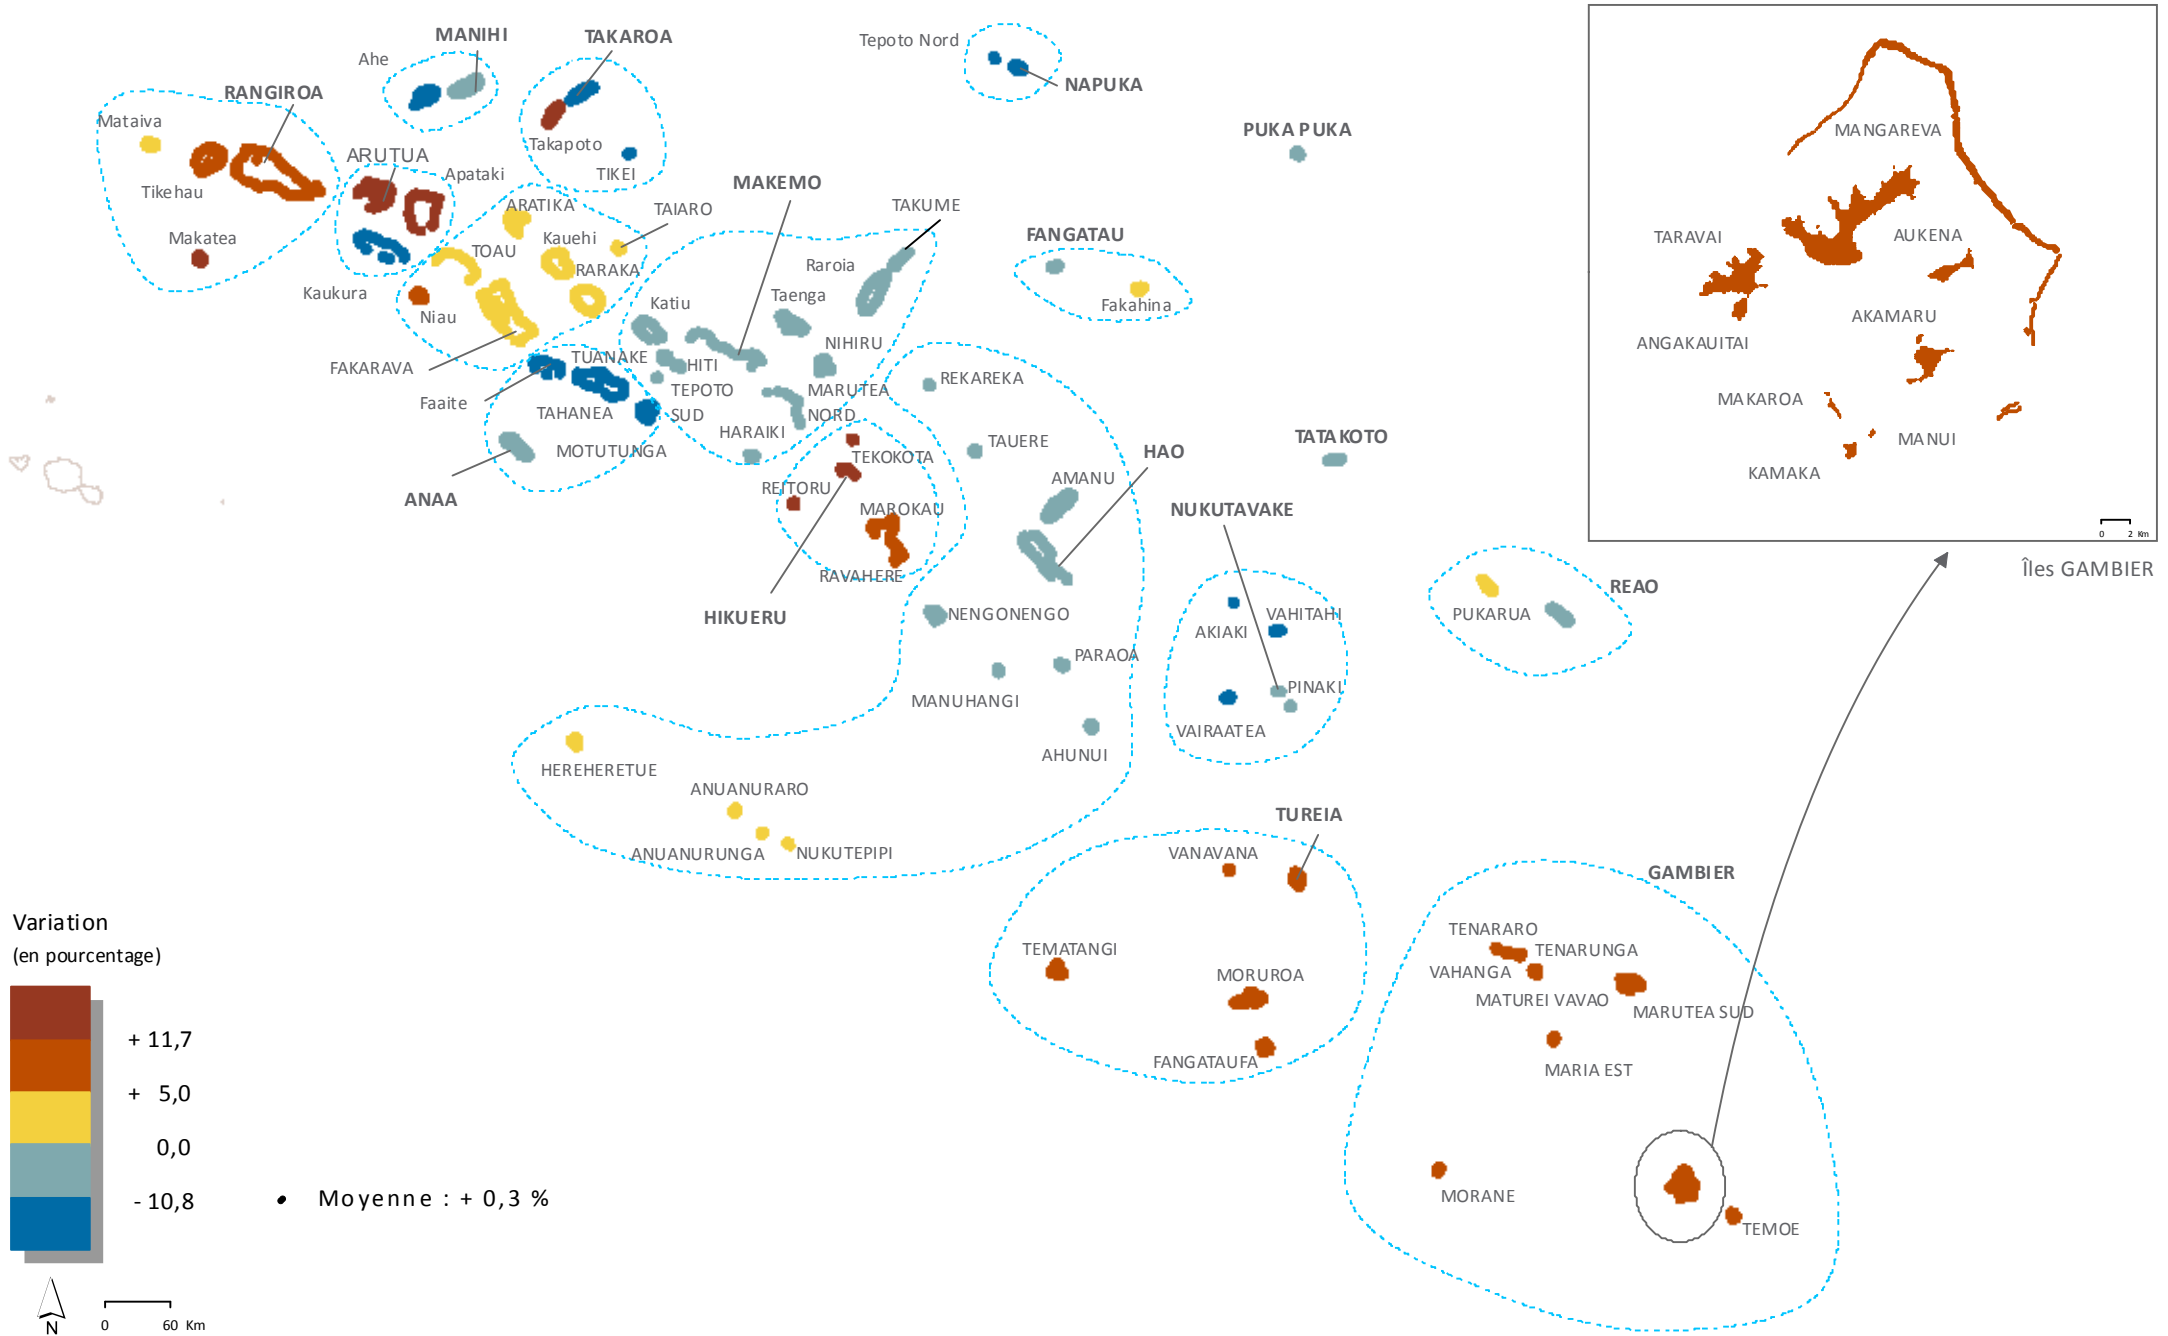 MANIHI
TAKAROA
Tepoto Nord
Ahe
NAPUKA
RANGIROA
Mataiva
PUKA PUKA
MANGAREVA
Takapoto
ARUTUA
Apataki
TIKEI
Tikehau
MAKEMO
ARATIKA
TAIARO
TAKUME
Makatea
TOAU
Kauehi
FANGATAU
TARAVAI
AUKENA
Raroia
RARAKA
Kaukura
Katiu
Taenga
Fakahina
Niau
AKAMARU
NIHIRU
ANGAKAUITAI
FAKARAVA
TUANAKE
HITI
REKAREKA
Faaite
TEPOTO
SUD
MARUTEA
NORD
MAKAROA
TAHANEA
HARAIKI
TATAKOTO
MANUI
MOTUTUNGA
TEKOKOTA
TAUERE
HAO
KAMAKA
ANAA
REITORU
AMANU
MAROKAU
NUKUTAVAKE
0 2 Km
Îles GAMBIER
RAVAHERE
REAO
HIKUERU
NENGONENGO
AKIAKI
VAHITAHI
PUKARUA
PARAOA
MANUHANGI
PINAKI
VAIRAATEA
AHUNUI
HEREHERETUE
ANUANURARO
TUREIA
ANUANURUNGA
NUKUTEPIPI
VANAVANA
GAMBIER
TENARARO
TEMATANGI
TENARUNGA
MORUROA
VAHANGA
MATUREI VAVAO
MARUTEA SUD
FANGATAUFA
MARIA EST
MORANE
TEMOE
Variation
(en pourcentage)
+ 11,7
+ 5,0
0,0
- 10,8
• Moyenne : + 0,3 %
N
0 60 Km